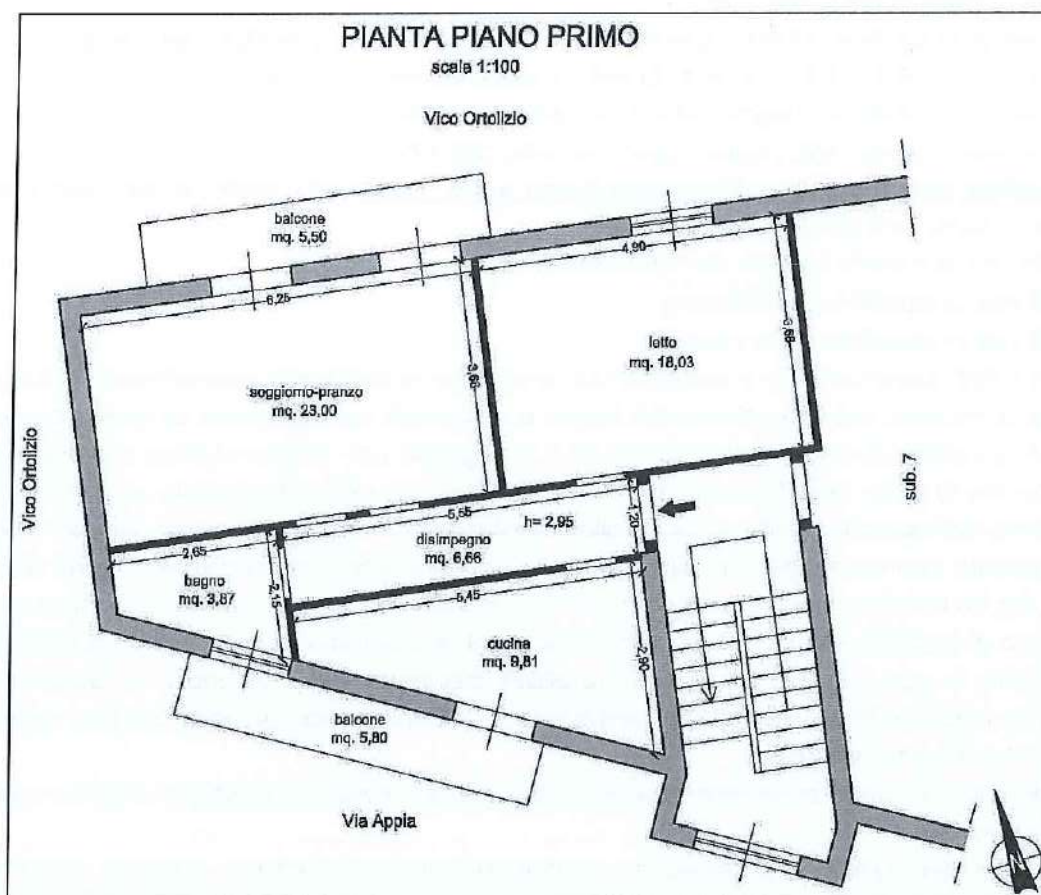 PIANTA PIANO PRIMO
scala 1:100
Vico Ortolizio
balcone
mq. 5,50
4,90
6,25
letto
mq. 18,03
3,68
soggiorno-pranzo
mq. 23,00
3,68
Vico Ortolizio
sub. 7
5,55
h= 2,95
1,20
disimpegno
mq. 6,66
2,65
bagno
mq. 3,87
2,15
5,45
cucina
mq. 9,81
2,90
balcone
mq. 5,80
Via Appia